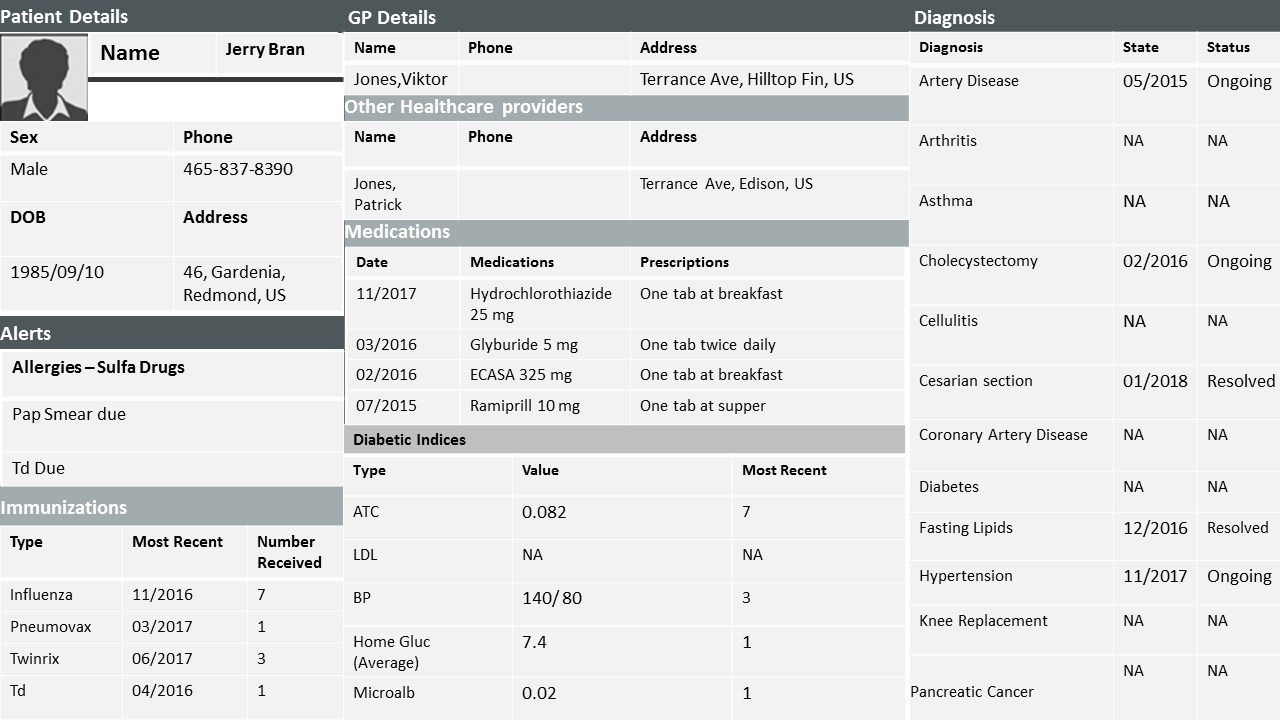 Patient Details
Name
Jerry Bran
Sex Phone
Male 465-837-8390
DOB Address
1985/09/10 46, Gardenia,
Redmond, US
Alerts
Allergies – Sulfa Drugs
Pap Smear due
Td Due
Immunizations
Type Most Recent Number
Received
Influenza 11/2016 7
Pneumovax 03/2017 1
Twinrix 06/2017 3
Td 04/2016 1
GP Details
Name Phone Address
Jones,Viktor Terrance Ave, Hilltop Fin, US
Other Healthcare providers
Name Phone Address
Jones, Terrance Ave, Edison, US
Patrick
Medications
Date Medications Prescriptions
11/2017 Hydrochlorothiazide One tab at breakfast
25 mg
03/2016 Glyburide 5 mg One tab twice daily
02/2016 ECASA 325 mg One tab at breakfast
07/2015 Ramiprill 10 mg One tab at supper
Diabetic Indices
Type Value Most Recent
ATC 0.082 7
LDL NA NA
BP 140/ 80 3
Home Gluc 7.4 1
(Average)
Microalb 0.02 1
Diagnosis
Diagnosis State Status
Artery Disease 05/2015 Ongoing
Arthritis NA NA
Asthma NA NA
Cholecystectomy 02/2016 Ongoing
Cellulitis NA NA
Cesarian section 01/2018 Resolved
Coronary Artery Disease NA NA
Diabetes NA NA
Fasting Lipids 12/2016 Resolved
Hypertension 11/2017 Ongoing
Knee Replacement NA NA
Pancreatic Cancer NA NA